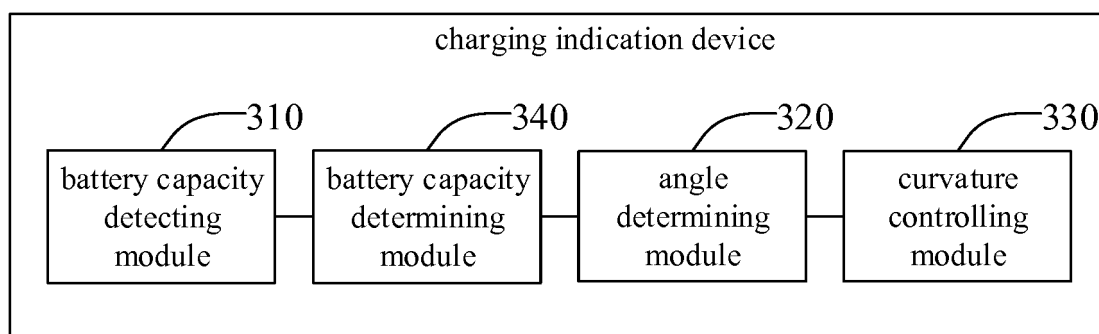 charging indication device
310
340
320
330
battery capacity
detecting
module
battery capacity
determining
module
angle
determining
module
curvature
controlling
module